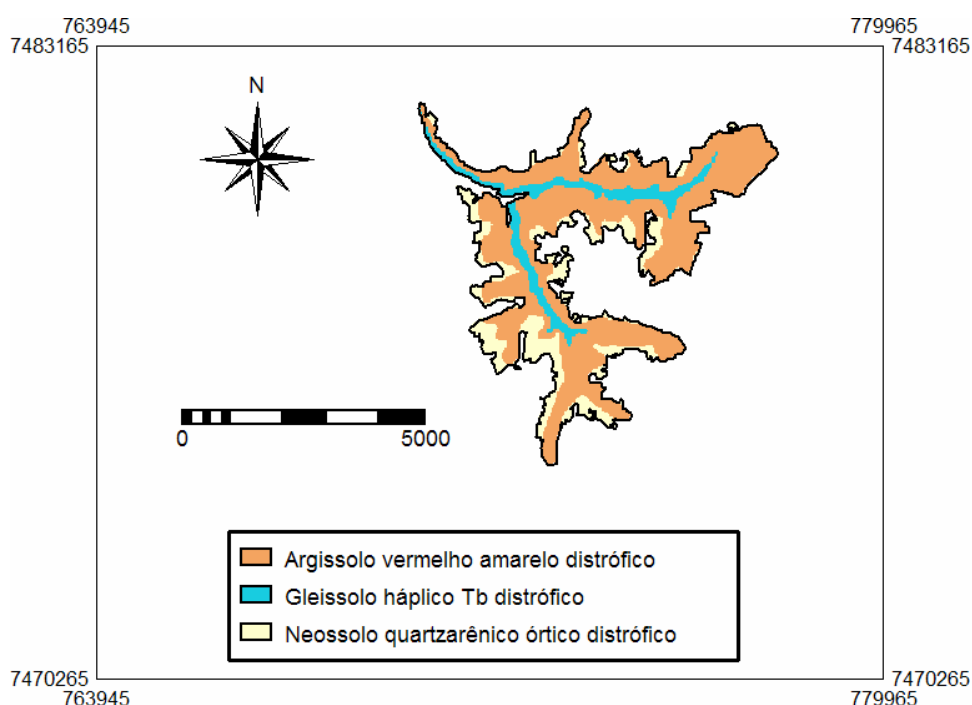 763945 779965
7483165 7483165
N
0 5000
Argissolo vermelho amarelo distrófico
Gleissolo háplico Tb distrófico
Neossolo quartzarênico órtico distrófico
7470265 7470265
763945 779965